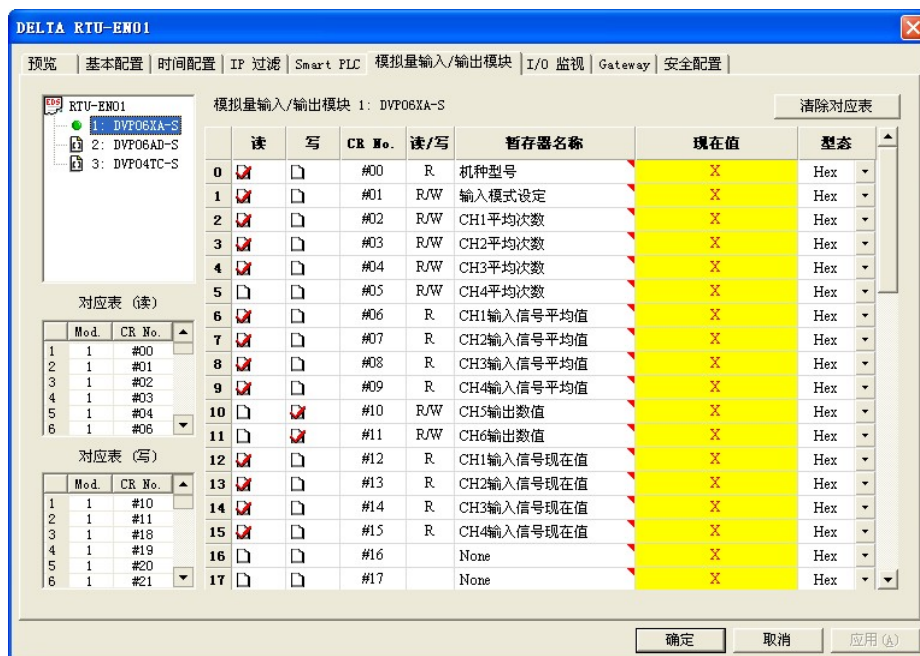 DELTA RTU-EN01
预览 基本配置 时间配置 IP 过滤 Smart PLC 模拟量输入/输出模块 I/O 监视 Gateway 安全配置
EDS RTU-EN01
1: DVP06XA-S
2: DVP06AD-S
3: DVP04TC-S
模拟量输入/输出模块 1: DVP06XA-S 清除对应表
读 写 CR No. 读/写 暂存器名称 现在值 型态
0 #00 R 机种型号 X Hex
1 #01 R/W 输入模式设定 X Hex
2 #02 R/W CH1平均次数 X Hex
3 #03 R/W CH2平均次数 X Hex
4 #04 R/W CH3平均次数 X Hex
5 #05 R/W CH4平均次数 X Hex
6 #06 R CH1输入信号平均值 X Hex
7 #07 R CH2输入信号平均值 X Hex
8 #08 R CH3输入信号平均值 X Hex
9 #09 R CH4输入信号平均值 X Hex
10 #10 R/W CH5输出数值 X Hex
11 #11 R/W CH6输出数值 X Hex
12 #12 R CH1输入信号现在值 X Hex
13 #13 R CH2输入信号现在值 X Hex
14 #14 R CH3输入信号现在值 X Hex
15 #15 R CH4输入信号现在值 X Hex
16 #16 None X Hex
17 #17 None X Hex
对应表 (读)
Mod. CR No.
1 1 #00
2 1 #01
3 1 #02
4 1 #03
5 1 #04
6 1 #06
对应表 (写)
Mod. CR No.
1 1 #10
2 1 #11
3 1 #18
4 1 #19
5 1 #20
6 1 #21
确定 取消 应用(A)